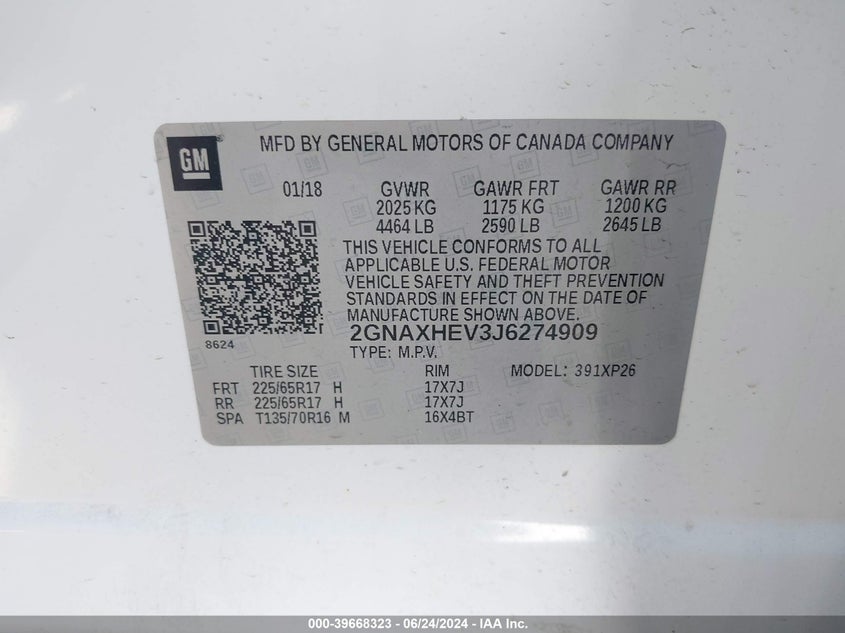 GM
MFD BY GENERAL MOTORS OF CANADA COMPANY
01/18 GVWR GAWR FRT GAWR RR
2025 KG 1175 KG 1200 KG
4464 LB 2590 LB 2645 LB
THIS VEHICLE CONFORMS TO ALL
APPLICABLE U.S. FEDERAL MOTOR
VEHICLE SAFETY AND THEFT PREVENTION
STANDARDS IN EFFECT ON THE DATE OF
MANUFACTURE SHOWN ABOVE.
8624
2GNAXHEV3J6274909
TYPE: M.P.V.
TIRE SIZE RIM MODEL: 391XP26
FRT 225/65R17 H 17X7J
RR 225/65R17 H 17X7J
SPA T135/70R16 M 16X4BT
000-39668323 - 06/24/2024 - IAA Inc.